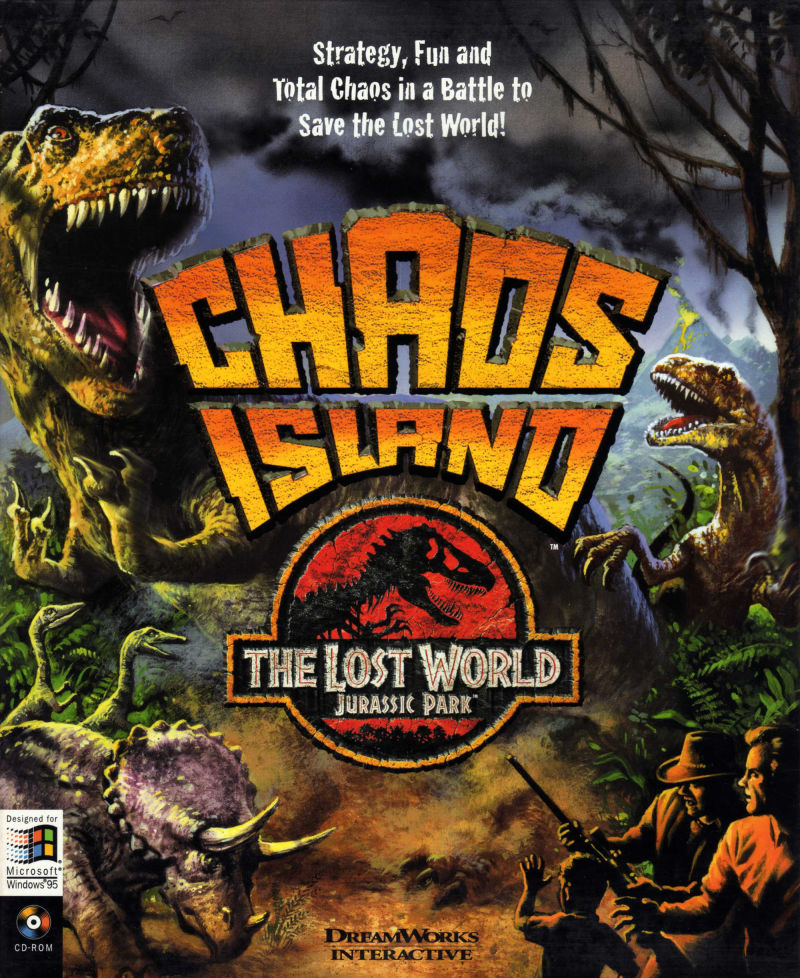 Strategy, Fun and
Total Chaos in a Battle to
Save the Lost World!
CHAOS
ISLAND
TM
THE LOST WORLD
JURASSIC PARK™
Designed for
Microsoft®
Windows®95
CD-ROM
DREAMWORKS
INTERACTIVE